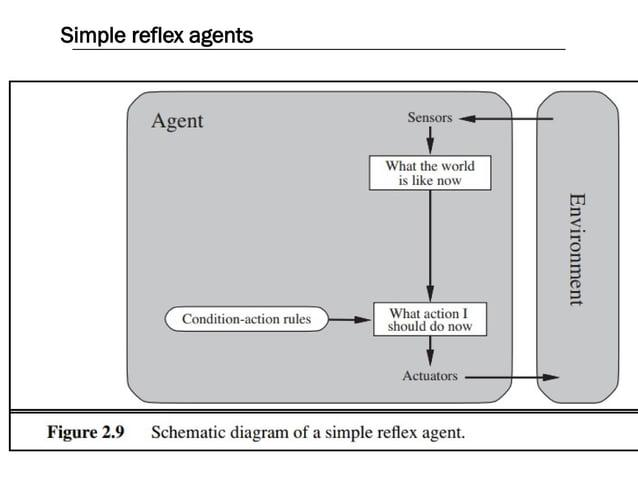 Simple reflex agents
Agent
Sensors
What the world
is like now
Environment
Condition-action rules
What action I
should do now
Actuators
Figure 2.9 Schematic diagram of a simple reflex agent.